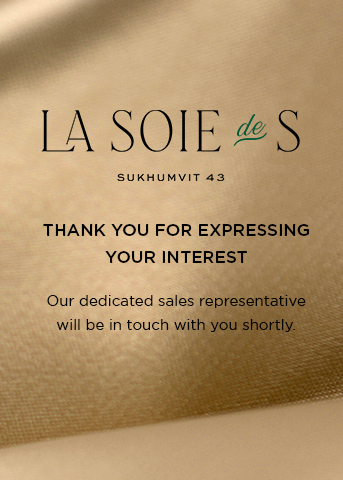 LA SOIE de S
SUKHUMVIT 43
THANK YOU FOR EXPRESSING
YOUR INTEREST
Our dedicated sales representative
will be in touch with you shortly.